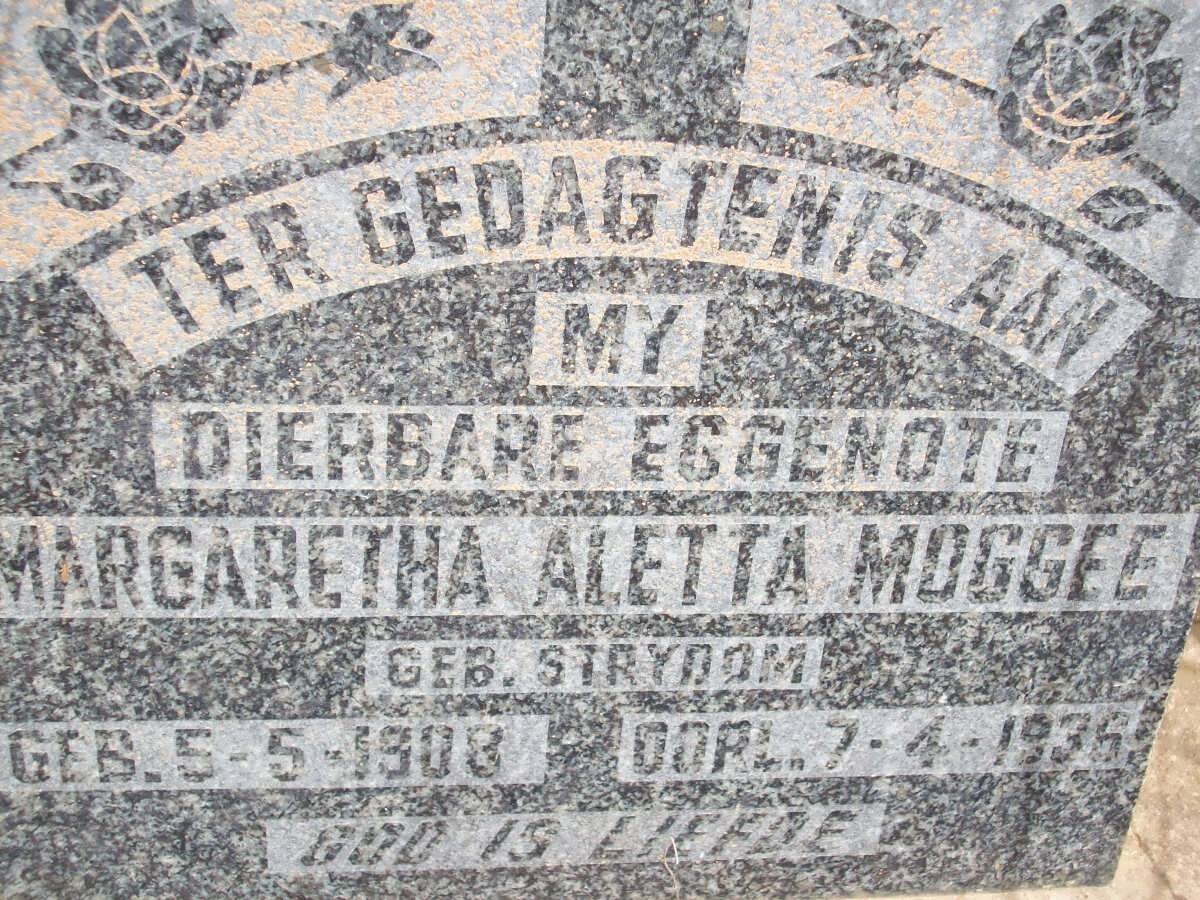 TER GEDAGTENIS AAN
MY
DIERBARE EGGENOTE
MARGARETHA ALETTA MOGGEE
GEB. STRYDOM
GEB. 5-5-1908 OORL. 7-4-1936
GOD IS LIEFDE